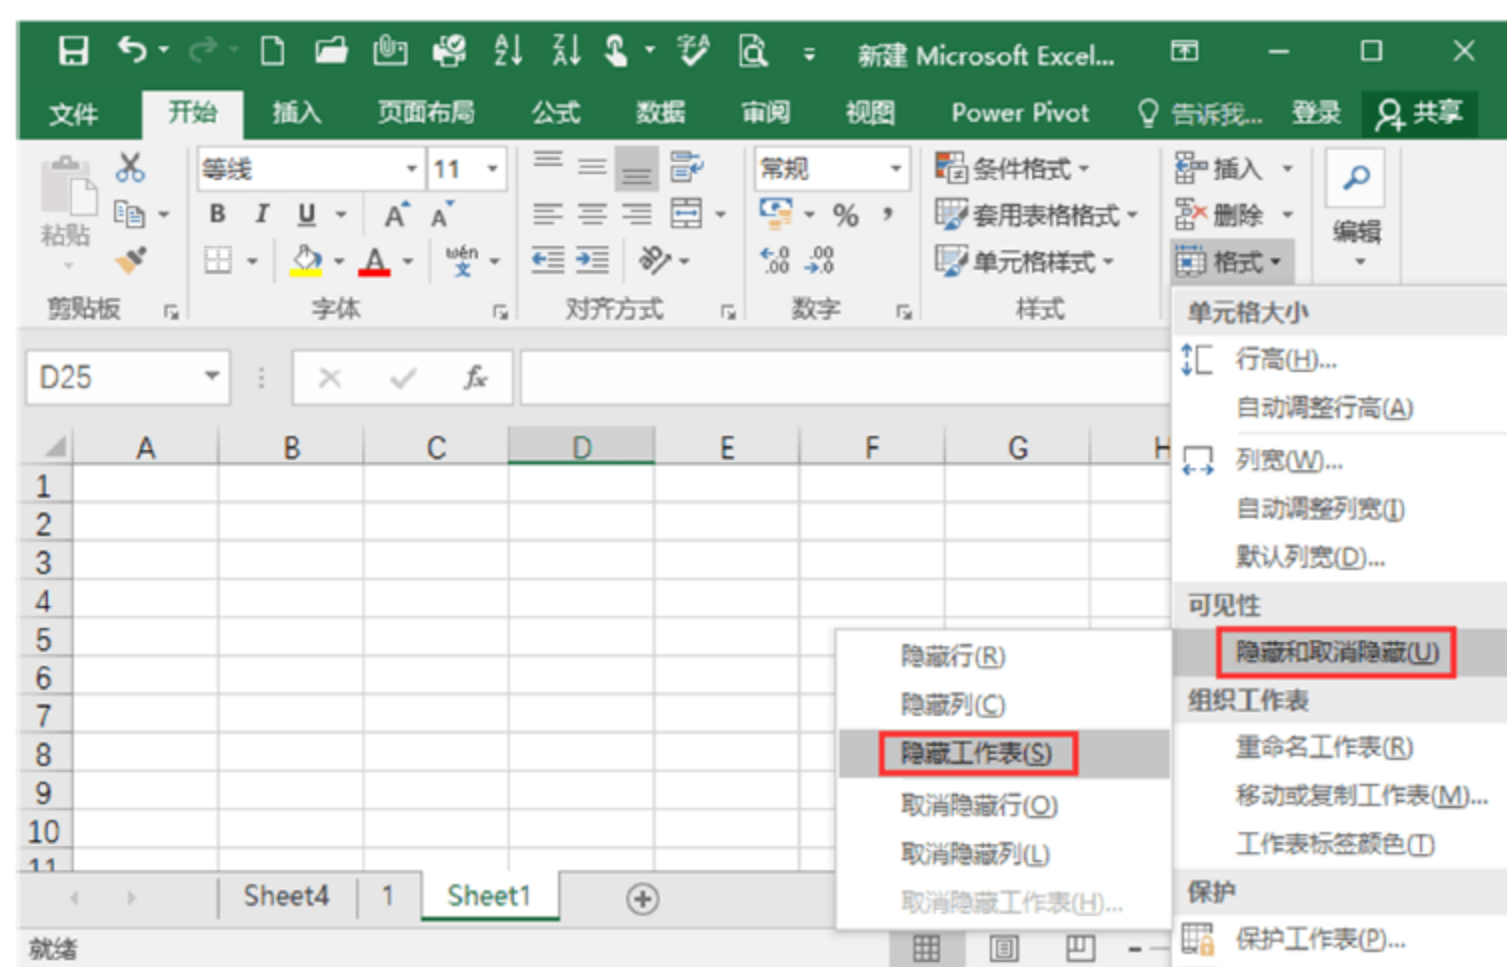 新建 Microsoft Excel...
文件 开始 插入 页面布局 公式 数据 审阅 视图 Power Pivot 告诉我... 登录 共享
粘贴
剪贴板
等线 11
B I U A A
A wén 文
字体
对齐方式
常规
% ,
.0 .00 .00 .0
数字
条件格式
套用表格格式
单元格样式
样式
插入
删除
格式
编辑
D25 fx
A B C D E F G H
1
2
3
4
5
6
7
8
9
10
11
单元格大小
行高(H)...
自动调整行高(A)
列宽(W)...
自动调整列宽(I)
默认列宽(D)...
可见性
隐藏和取消隐藏(U)
组织工作表
重命名工作表(R)
移动或复制工作表(M)...
工作表标签颜色(T)
保护
保护工作表(P)...
隐藏行(R)
隐藏列(C)
隐藏工作表(S)
取消隐藏行(O)
取消隐藏列(L)
取消隐藏工作表(H)...
Sheet4 1 Sheet1
就绪